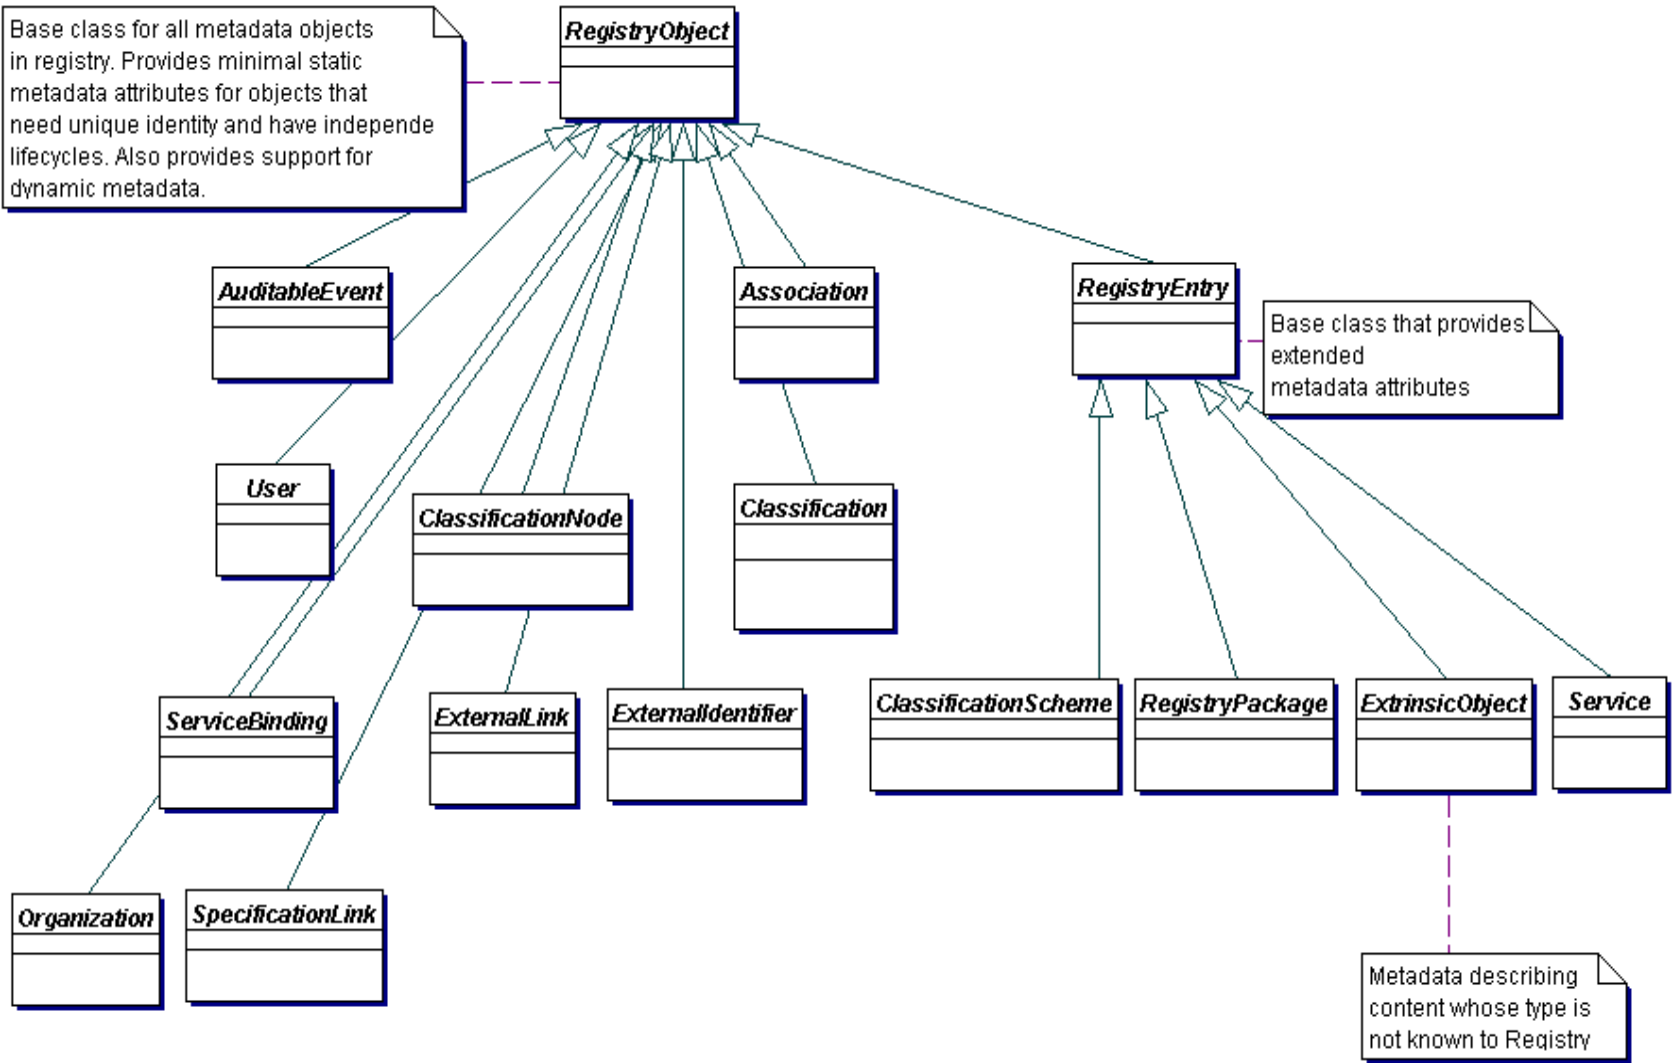 Base class for all metadata objects
in registry. Provides minimal static
metadata attributes for objects that
need unique identity and have independe
lifecycles. Also provides support for
dynamic metadata.
RegistryObject
AuditableEvent
Association
RegistryEntry
Base class that provides
extended
metadata attributes
User
ClassificationNode
Classification
ServiceBinding
ExternalLink
ExternalIdentifier
ClassificationScheme
RegistryPackage
ExtrinsicObject
Service
Organization
SpecificationLink
Metadata describing
content whose type is
not known to Registry